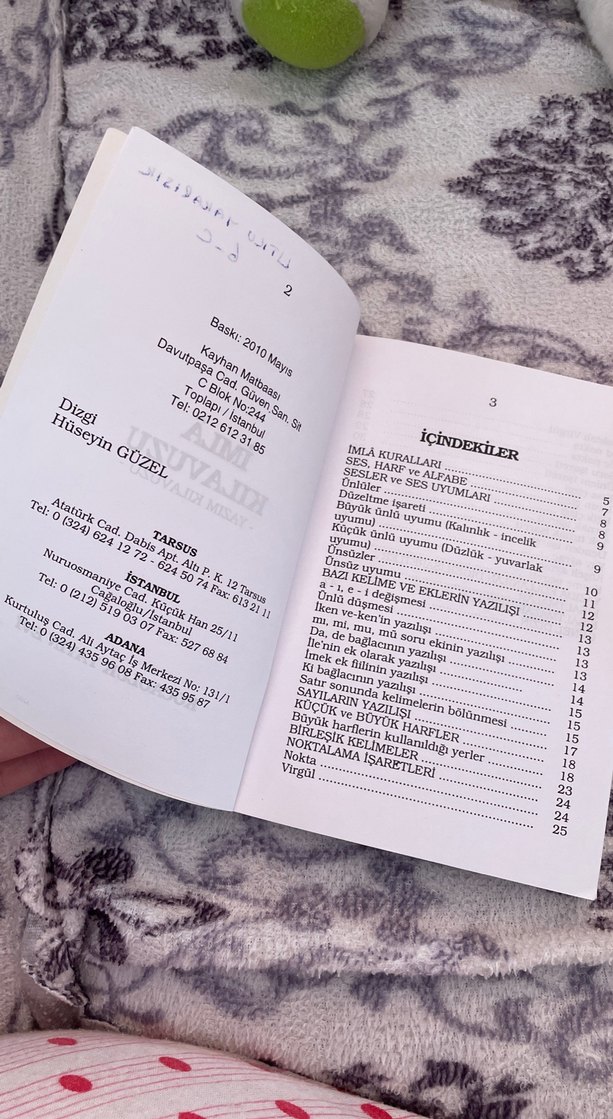 2
Baskı: 2010 Mayıs
Kayhan Matbaası
Davutpaşa Cad. Güven San. Sit
C Blok No:244
Toplapı / İstanbul
Tel: 0212 612 31 85
Dizgi
Hüseyin GÜZEL
TARSUS
Atatürk Cad. Dabis Apt. Altı P. K. 12 Tarsus
Tel: 0 (324) 624 12 72 - 624 50 74 Fax: 613 21 11
İSTANBUL
Nuruosmaniye Cad. Küçük Han 25/11
Cağaloğlu/İstanbul
Tel: 0 (212) 519 03 07 Fax: 527 68 84
ADANA
Kurtuluş Cad. Ali Aytaç İş Merkezi No: 131/1
Tel: 0 (324) 435 96 08 Fax: 435 95 87
3
İÇİNDEKİLER
İMLÂ KURALLARI 5
SES, HARF ve ALFABE 7
SESLER ve SES UYUMLARI 8
Ünlüler 8
Düzeltme işareti 9
Büyük ünlü uyumu (Kalınlık - incelik
uyumu) 9
Küçük ünlü uyumu (Düzlük - yuvarlak
uyumu) 10
Ünsüzler 11
Ünsüz uyumu 12
BAZI KELİME VE EKLERİN YAZILIŞI 12
a - ı, e - i değişmesi 13
Ünlü düşmesi 13
İken ve-ken'in yazılışı 13
mı, mi, mu, mü soru ekinin yazılışı 13
Da, de bağlacının yazılışı 14
İle'nin ek olarak yazılışı 14
İmek ek fiilinin yazılışı 15
Ki bağlacının yazılışı 15
Satır sonunda kelimelerin bölünmesi 15
SAYILARIN YAZILIŞI 17
KÜÇÜK ve BÜYÜK HARFLER 18
Büyük harflerin kullanıldığı yerler 18
BİRLEŞİK KELİMELER 23
NOKTALAMA İŞARETLERİ 24
Nokta 24
Virgül 25